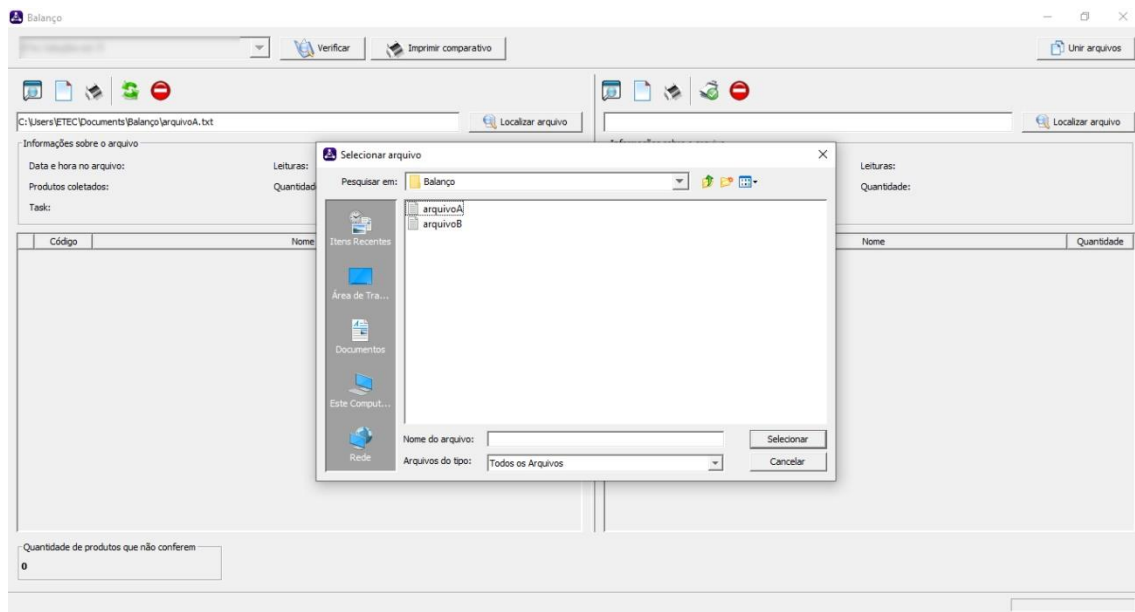 Balanço
Verificar
Imprimir comparativo
Unir arquivos
C:\Users\ETEC\Documents\Balanço\arquivoA.txt
Localizar arquivo
Localizar arquivo
Informações sobre o arquivo
Data e hora no arquivo:
Leituras:
Produtos coletados:
Task:
Leituras:
Quantidade:
Código
Nome
Nome
Quantidade
Selecionar arquivo
Pesquisar em:
Balanço
arquivoA
arquivoB
Itens Recentes
Área de Tra...
Documentos
Este Comput...
Rede
Nome do arquivo:
Selecionar
Arquivos do tipo:
Todos os Arquivos
Cancelar
Quantidade de produtos que não conferem
0